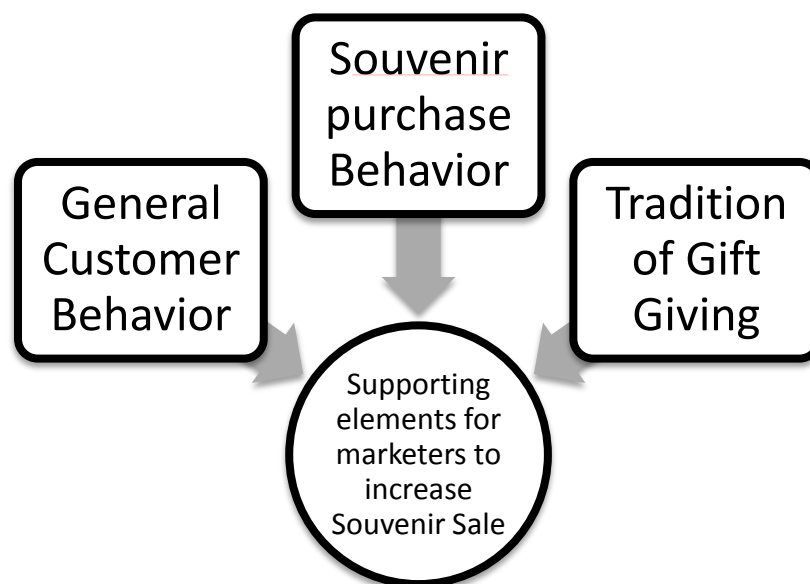 Souvenir
purchase
Behavior
General
Customer
Behavior
Tradition
of Gift
Giving
Supporting
elements for
marketers to
increase
Souvenir Sale